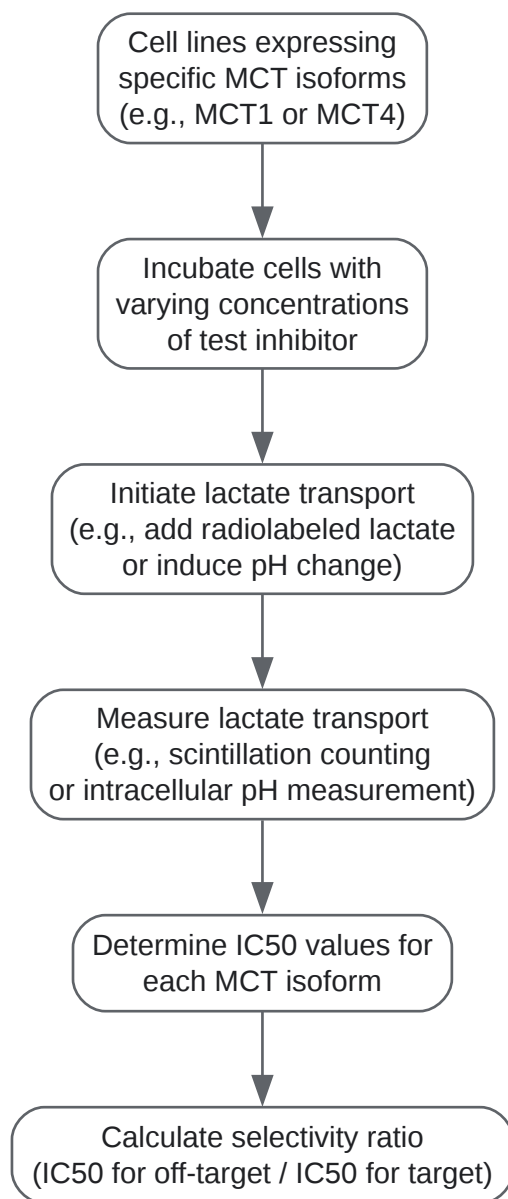 Cell lines expressing
specific MCT isoforms
(e.g., MCT1 or MCT4)
Incubate cells with
varying concentrations
of test inhibitor
Initiate lactate transport
(e.g., add radiolabeled lactate
or induce pH change)
Measure lactate transport
(e.g., scintillation counting
or intracellular pH measurement)
Determine IC50 values for
each MCT isoform
Calculate selectivity ratio
(IC50 for off-target / IC50 for target)